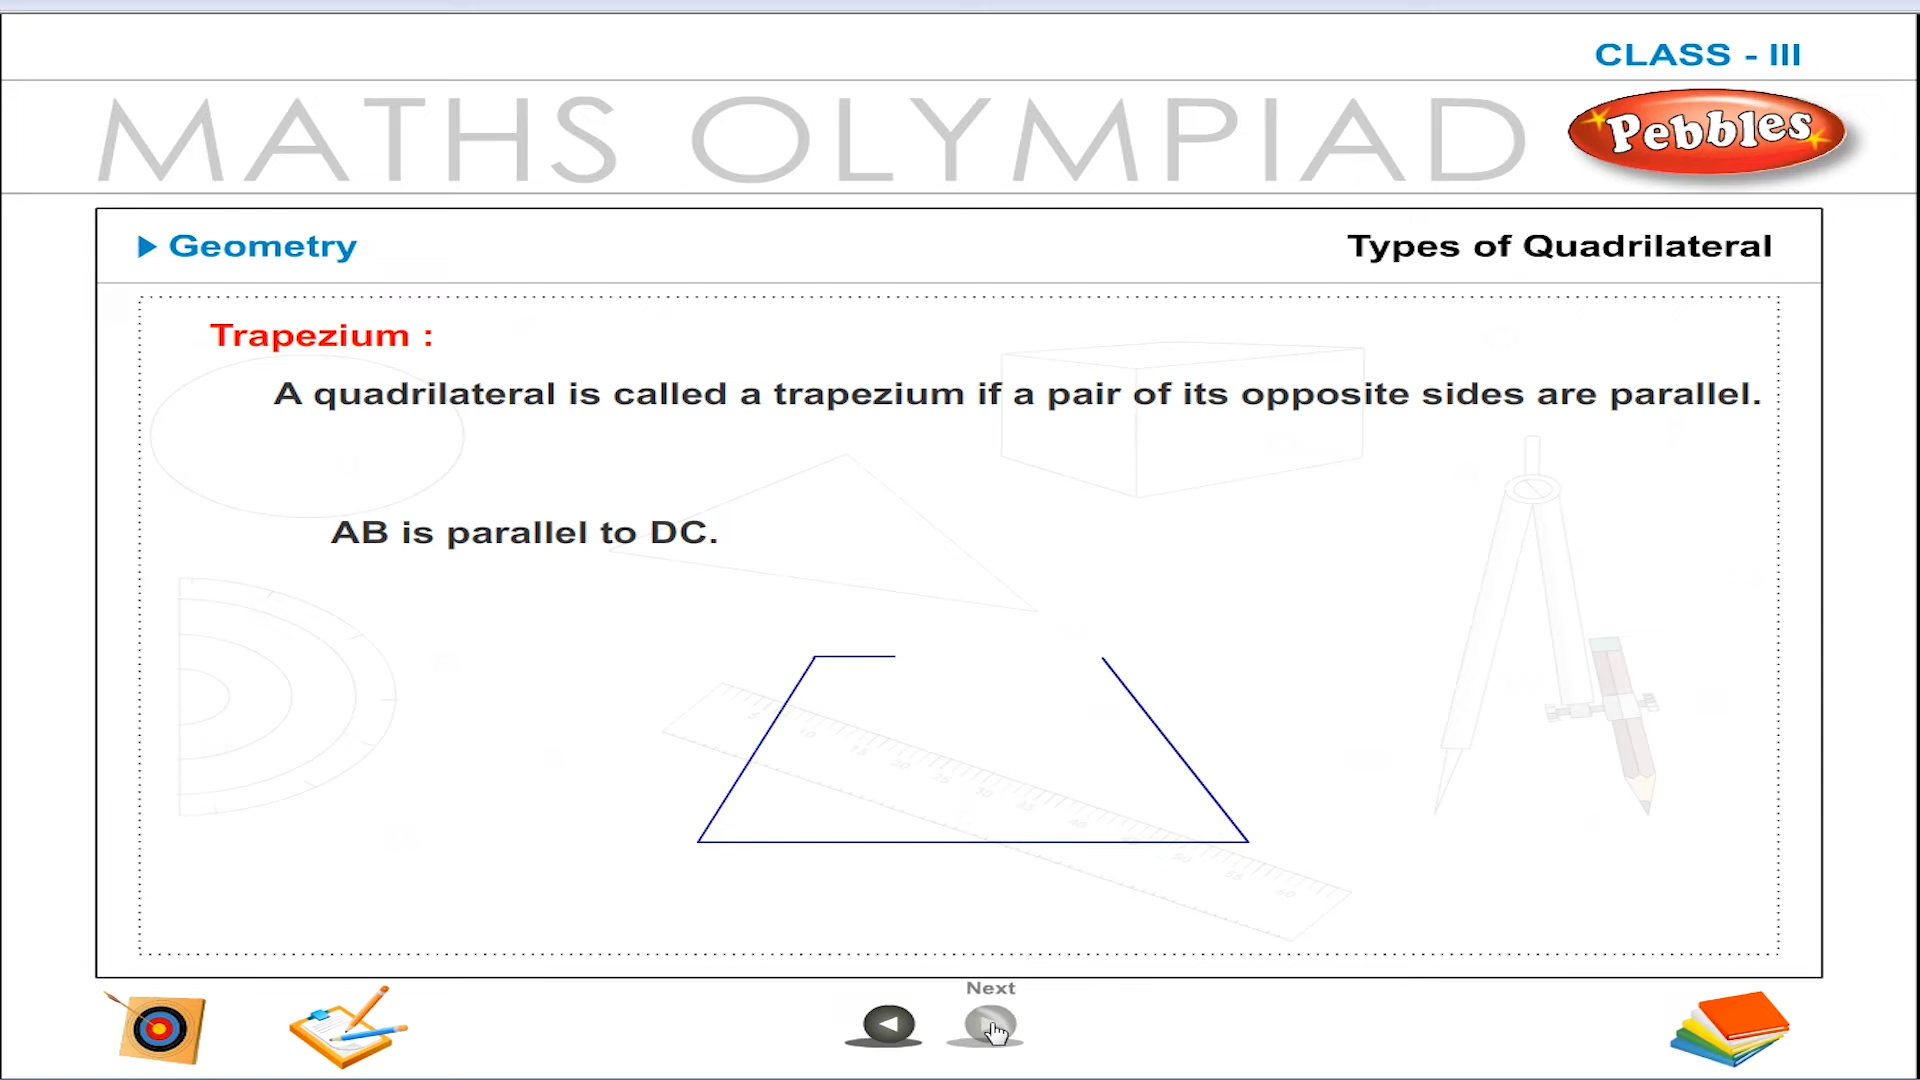 CLASS - III
MATHS OLYMPIAD
Pebbles
Geometry
Types of Quadrilateral
Trapezium :
A quadrilateral is called a trapezium if a pair of its opposite sides are parallel.
AB is parallel to DC.
Next